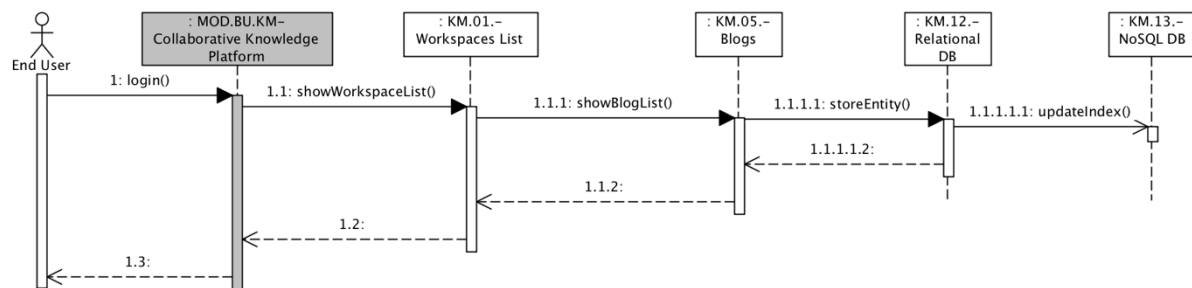 : MOD.BU.KM-
Collaborative Knowledge
Platform
: KM.01.-
Workspaces List
: KM.05.-
Blogs
: KM.12.-
Relational
DB
: KM.13.-
NoSQL DB
End User
1: login()
1.1: showWorkspaceList()
1.1.1: showBlogList()
1.1.1.1: storeEntity()
1.1.1.1.1: updateIndex()
1.1.1.1.2:
1.1.2:
1.2:
1.3: